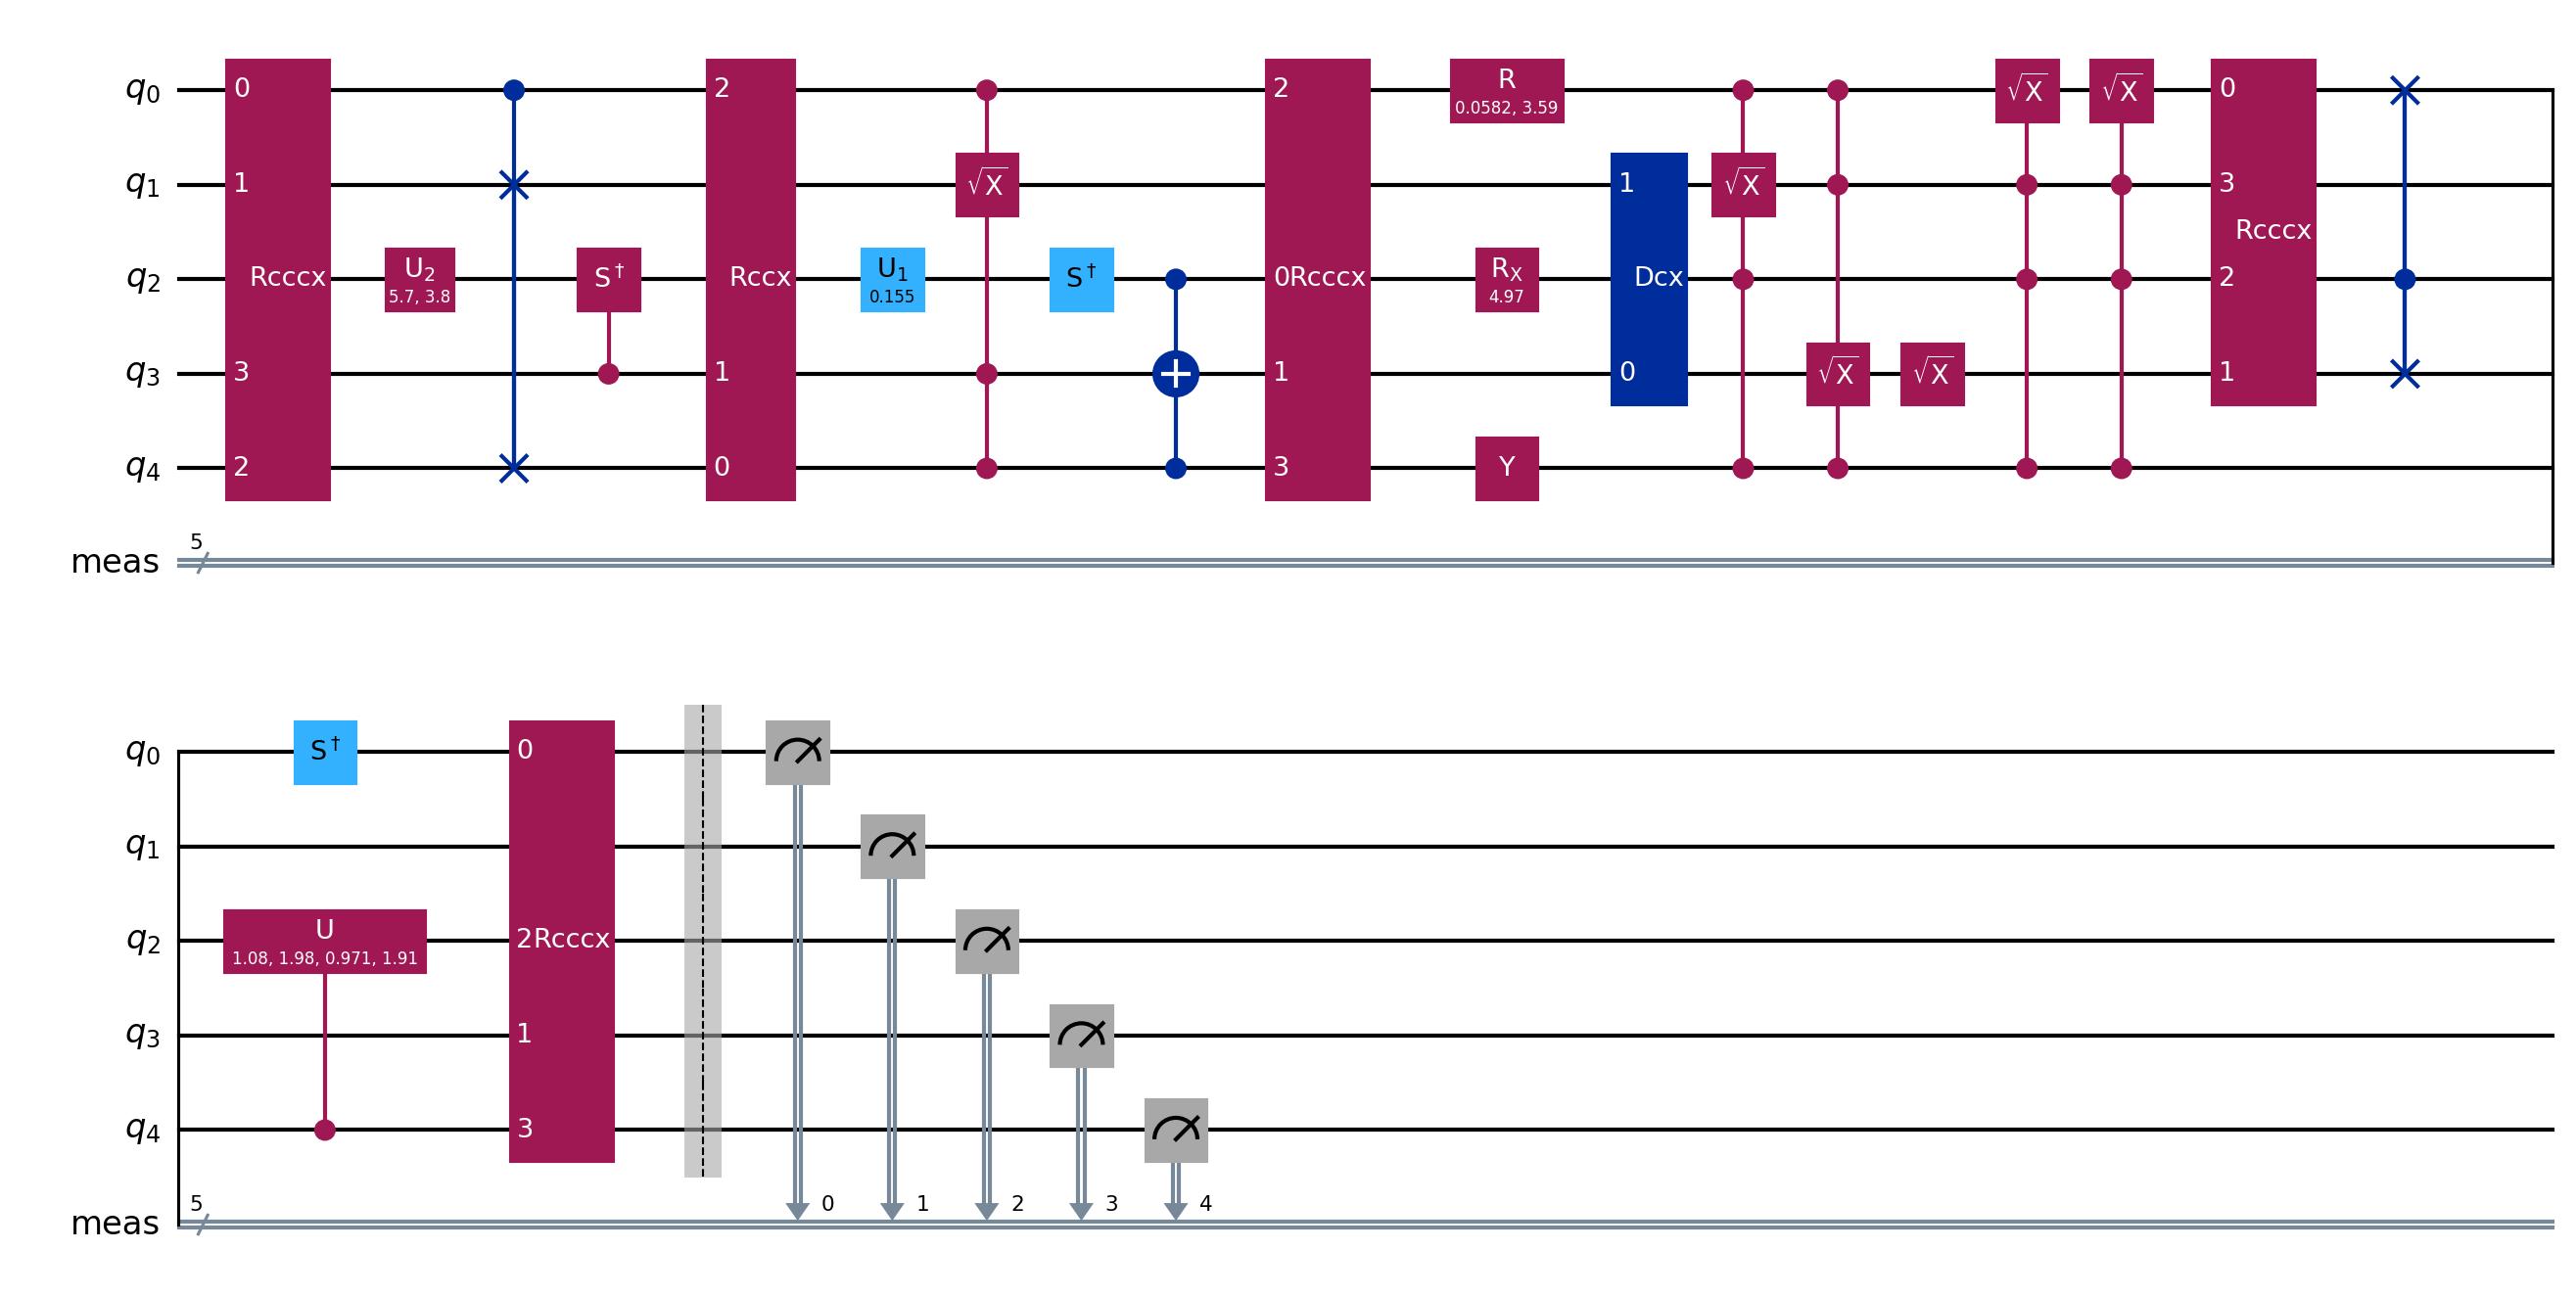 q0 0 2 2 R 0.0582, 3.59 √X √X 0
q1 1 √X 1 √X 3
Rcccx
q2 Rcccx U2 5.7, 3.8 S† Rccx U1 0.155 S† 0Rcccx RX 4.97 Dcx 2
q3 3 1 1 0 √X √X 1
q4 2 0 3 Y
5
meas
q0 S† 0
q1
q2 U 1.08, 1.98, 0.971, 1.91 2Rcccx
q3 1
q4 3
5 0 1 2 3 4
meas